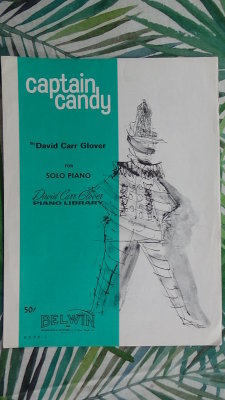 captain
candy
By David Carr Glover
FOR
SOLO PIANO
David Carr Glover
PIANO LIBRARY
50¢
BELWIN